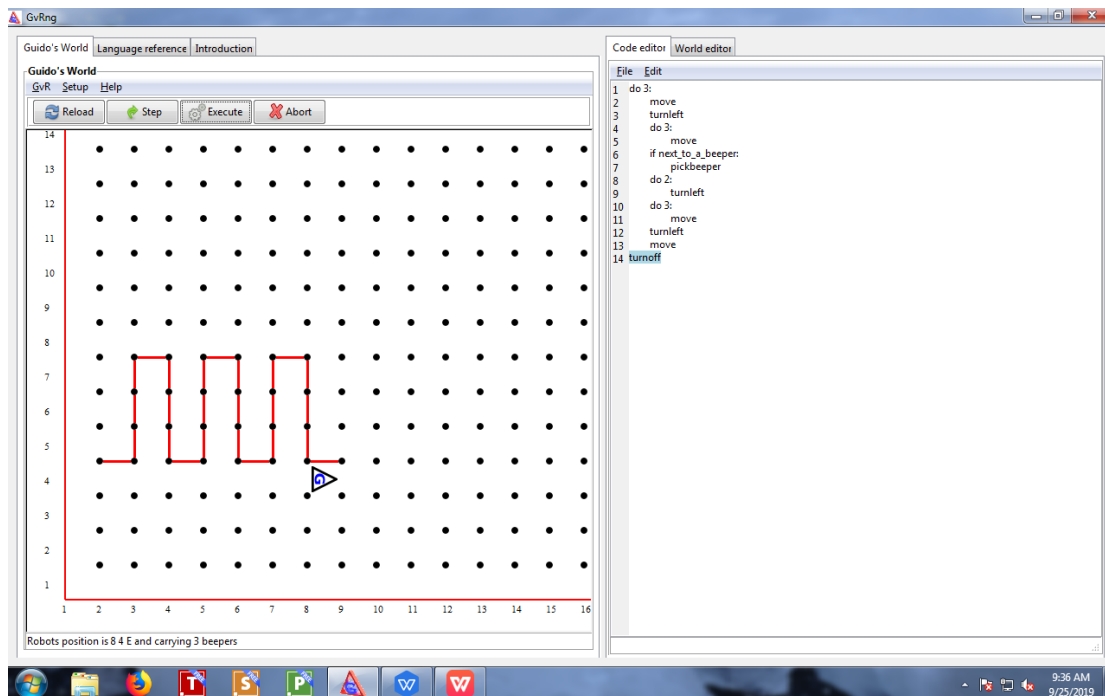 GvRng
Guido's World Language reference Introduction
Guido's World
GvR Setup Help
Reload Step Execute Abort
14
13
12
11
10
9
8
7
6
5
4
3
2
1
G
1 2 3 4 5 6 7 8 9 10 11 12 13 14 15 16
Robots position is 8 4 E and carrying 3 beepers
Code editor World editor
File Edit
1 do 3:
2 move
3 turnleft
4 do 3:
5 move
6 if next_to_a_beeper:
7 pickbeeper
8 do 2:
9 turnleft
10 do 3:
11 move
12 turnleft
13 move
14 turnoff
T S P W W
9:36 AM
9/25/2019